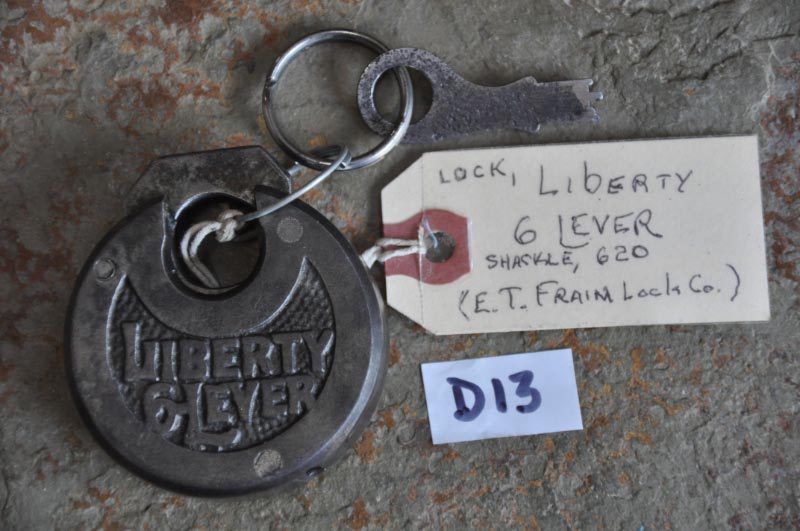 LOCK, LIBERTY
6 LEVER
SHACKLE, 620
(E.T. FRAIM LOCK CO.)
LIBERTY
6 LEVER
D13